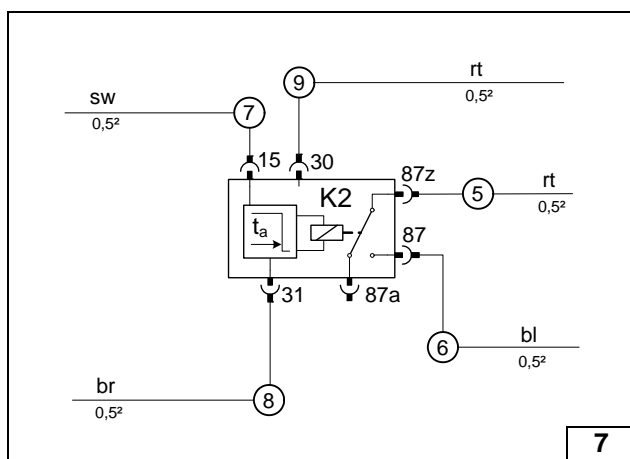 9 rt
0,5²
sw
0,5² 7
15 30
K2 87z
5 rt
0,5²
tₐ
87
31 87a
6 bl
0,5²
br
0,5² 8
7